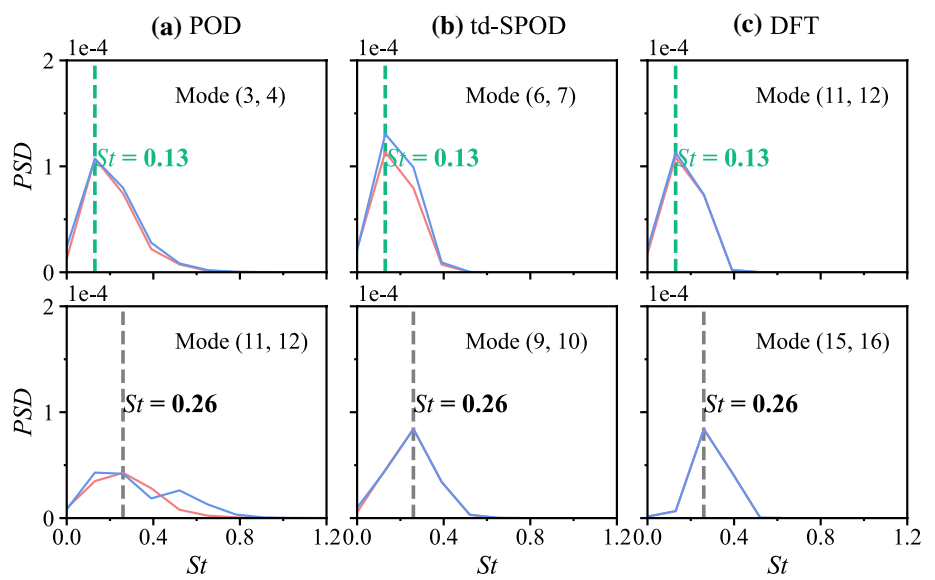 (a) POD
(b) td-SPOD
(c) DFT
1e-4
1e-4
1e-4
2
1
0
PSD
Mode (3, 4)
St = 0.13
Mode (6, 7)
St = 0.13
Mode (11, 12)
St = 0.13
1e-4
1e-4
1e-4
2
1
0
PSD
Mode (11, 12)
St = 0.26
Mode (9, 10)
St = 0.26
Mode (15, 16)
St = 0.26
0.0 0.4 0.8 1.2
0.0 0.4 0.8 1.2
0.0 0.4 0.8 1.2
St
St
St